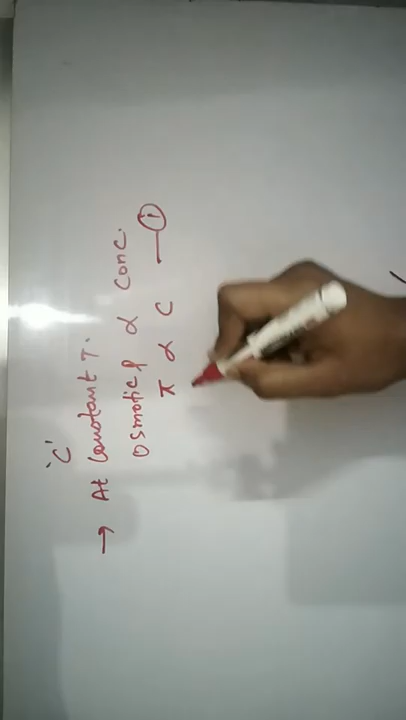 'C'
→ At Constant T.
Osmotic P ∝ conc.
π ∝ C — ①